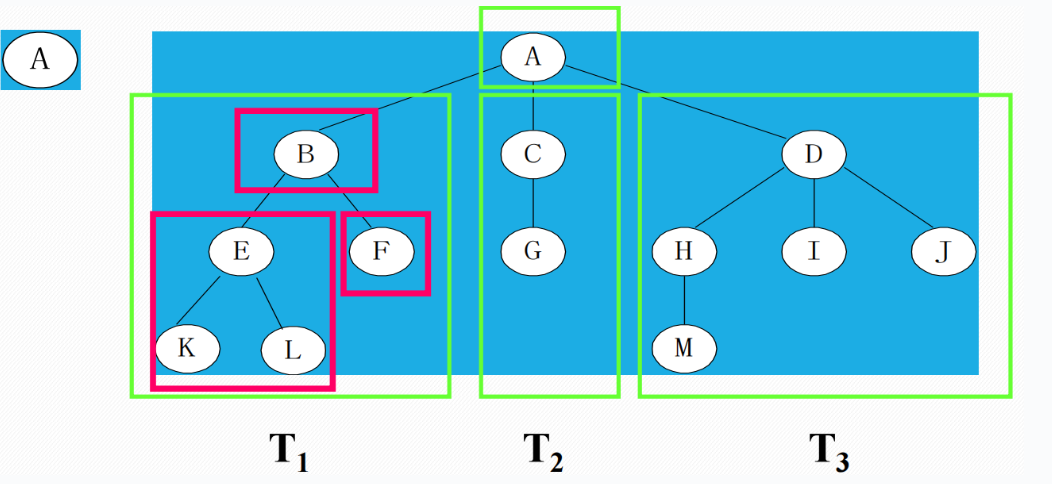 A
A
B C D
E F G H I J
K L M
T1 T2 T3